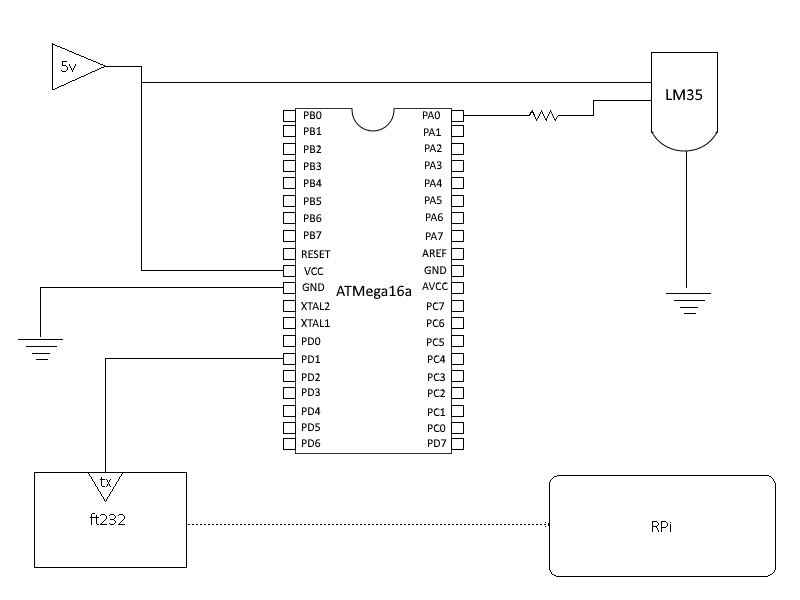 5v
LM35
PB0 PA0
PB1 PA1
PB2 PA2
PB3 PA3
PB4 PA4
PB5 PA5
PB6 PA6
PB7 PA7
RESET AREF
VCC GND
GND AVCC
ATMega16a
XTAL2 PC7
XTAL1 PC6
PD0 PC5
PD1 PC4
PD2 PC3
PD3 PC2
PD4 PC1
PD5 PC0
PD6 PD7
tx
ft232
RPi